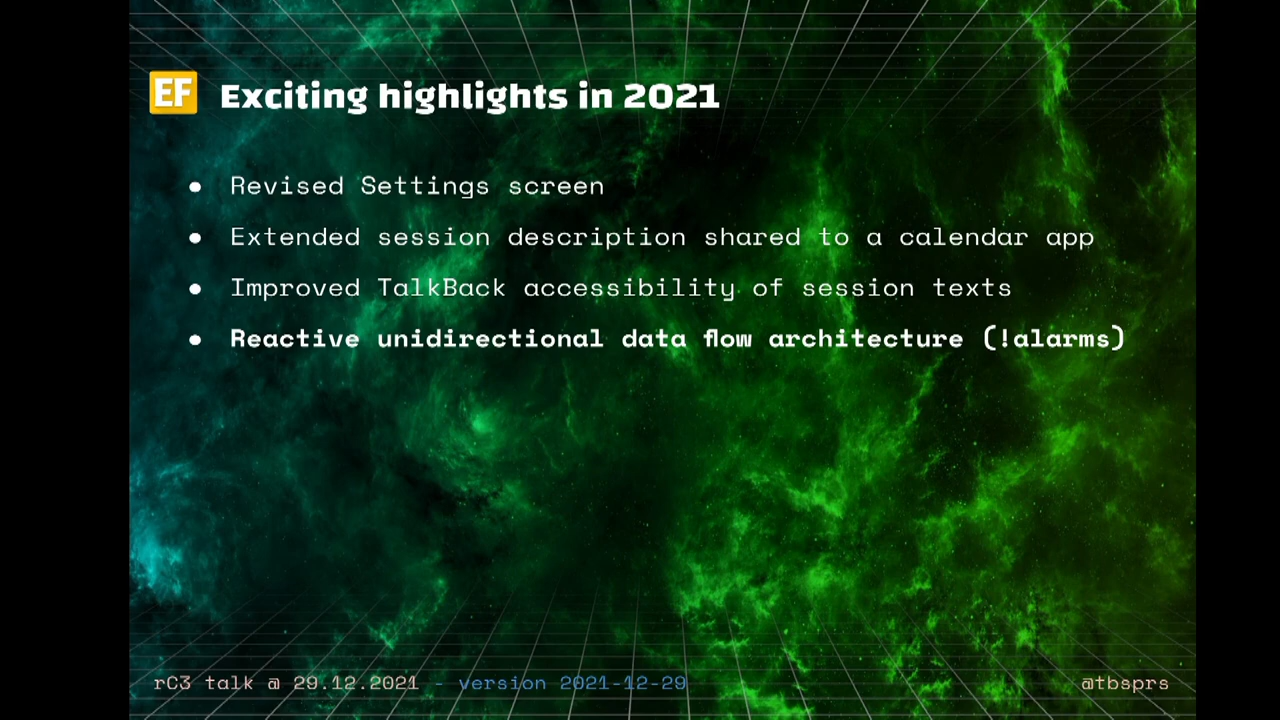 EF Exciting highlights in 2021
● Revised Settings screen
● Extended session description shared to a calendar app
● Improved TalkBack accessibility of session texts
● Reactive unidirectional data flow architecture (!alarms)
rC3 talk @ 29.12.2021 - version 2021-12-29 @tbsprs